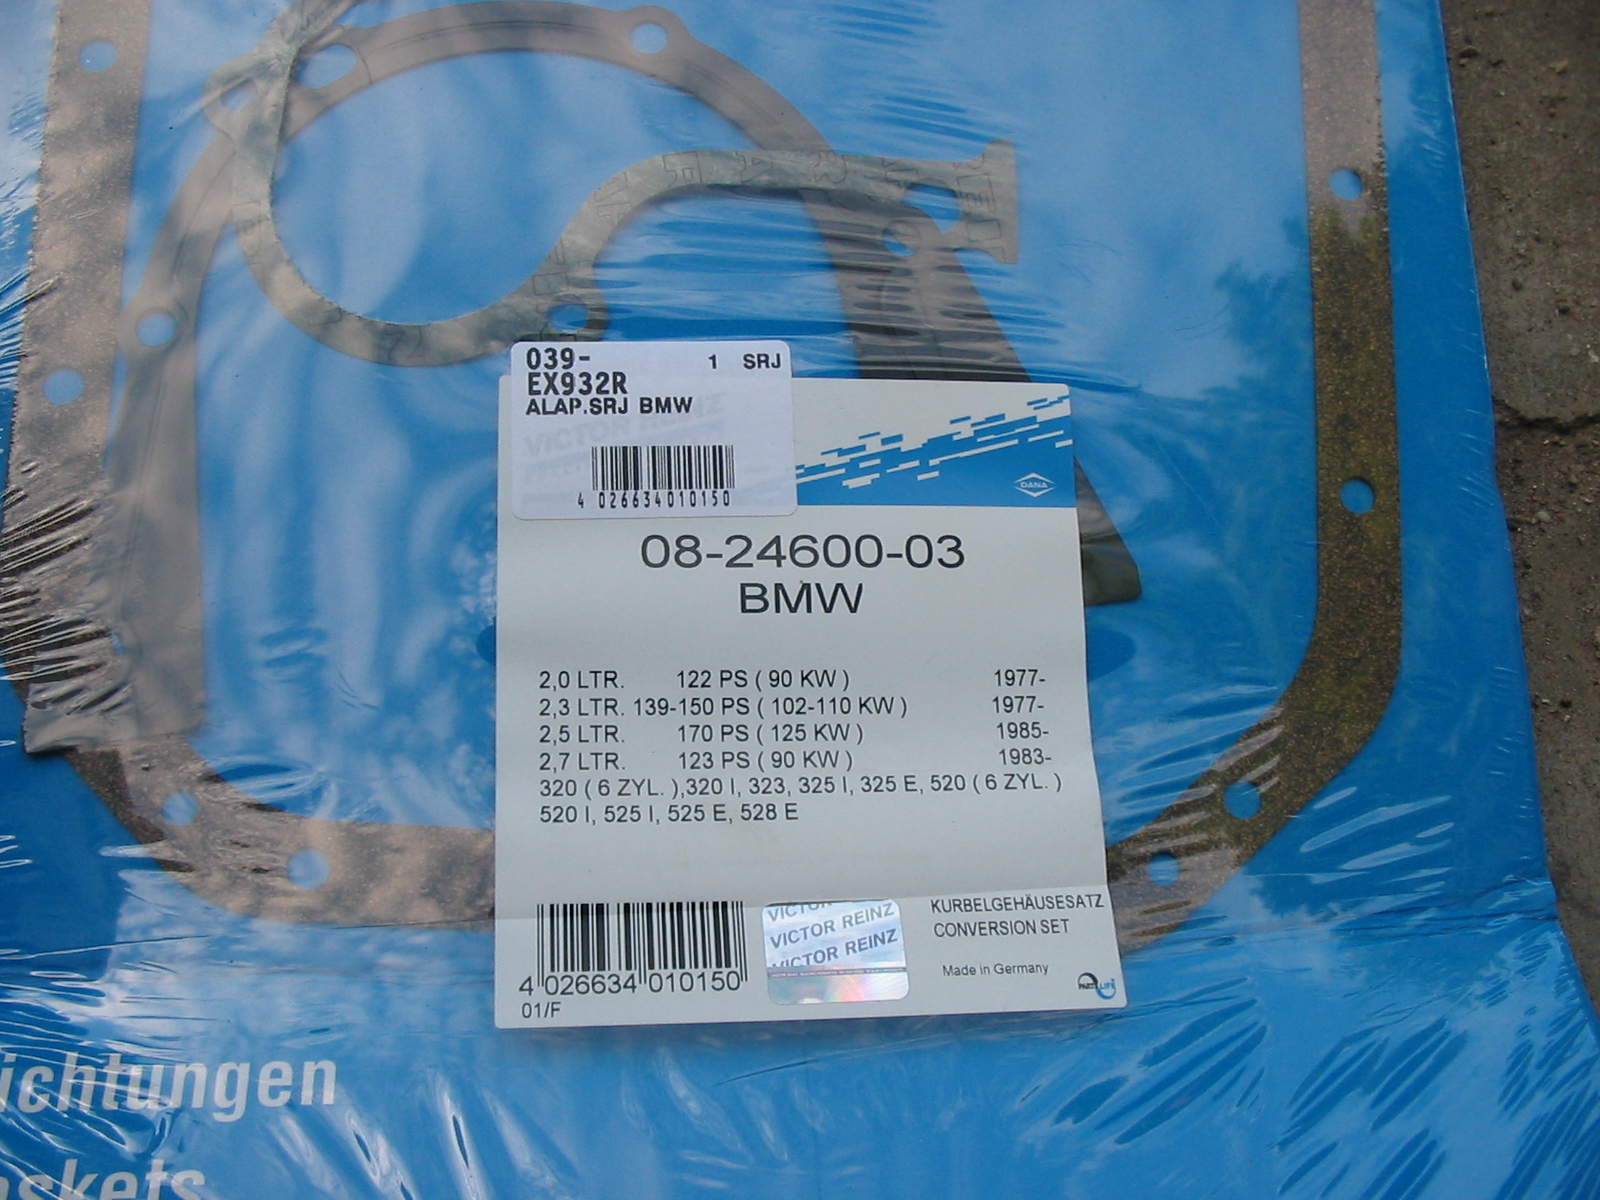 039- 1 SRJ
EX932R
ALAP.SRJ BMW
VICTOR REINZ
4 026634010150
DANA
08-24600-03
BMW
2,0 LTR. 122 PS ( 90 KW ) 1977-
2,3 LTR. 139-150 PS ( 102-110 KW ) 1977-
2,5 LTR. 170 PS ( 125 KW ) 1985-
2,7 LTR. 123 PS ( 90 KW ) 1983-
320 ( 6 ZYL. ),320 I, 323, 325 I, 325 E, 520 ( 6 ZYL. )
520 I, 525 I, 525 E, 528 E
4 026634 010150
01/F
VICTOR REINZ
VICTOR REINZ
VICTOR REINZ
KURBELGEHÄUSESATZ
CONVERSION SET
Made in Germany
PART LIFE
ichtungen
askets